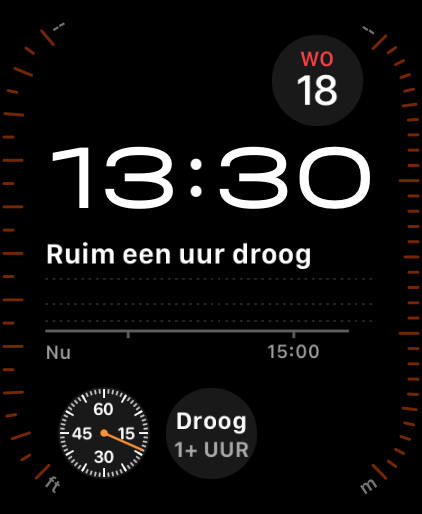 --
--
WO
18
13:30
Ruim een uur droog
Nu
15:00
60
45
15
30
Droog
1+ UUR
ft
m